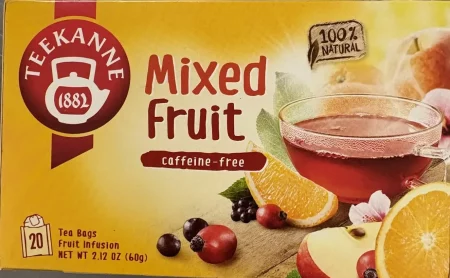 TEEKANNE
1882
100%
NATURAL
Mixed
Fruit
caffeine-free
20
Tea Bags
Fruit Infusion
NET WT 2.12 OZ (60g)